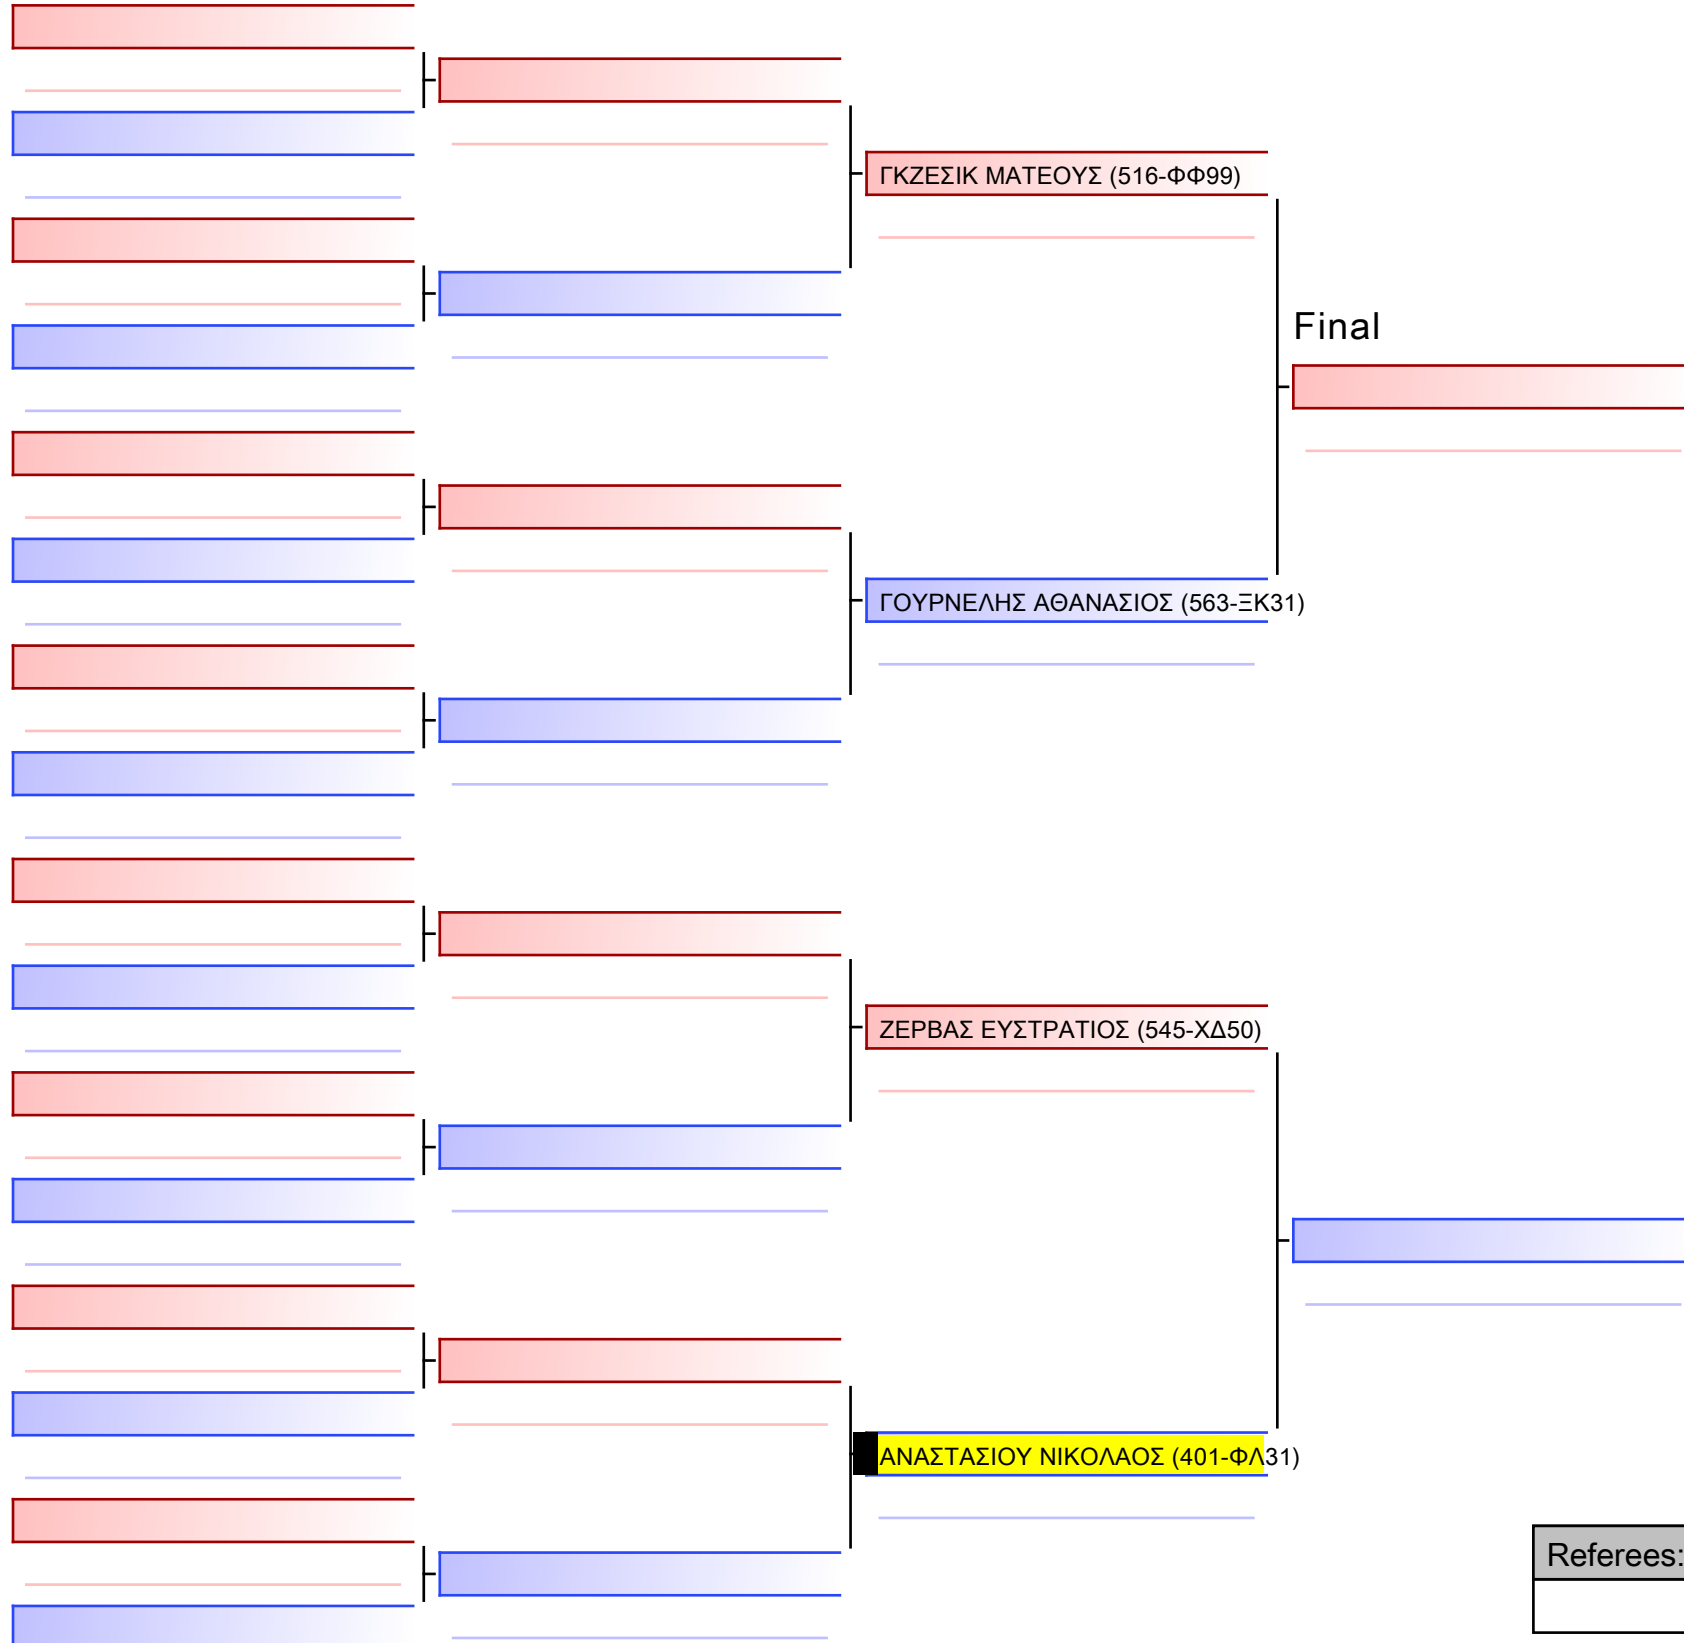 ΓΚΖΕΣΙΚ ΜΑΤΕΟΥΣ (516-ΦΦ99)
Final
ΓΟΥΡΝΕΛΗΣ ΑΘΑΝΑΣΙΟΣ (563-ΞΚ31)
ΖΕΡΒΑΣ ΕΥΣΤΡΑΤΙΟΣ (545-ΧΔ50)
ΑΝΑΣΤΑΣΙΟΥ ΝΙΚΟΛΑΟΣ (401-ΦΛ31)
Referees: